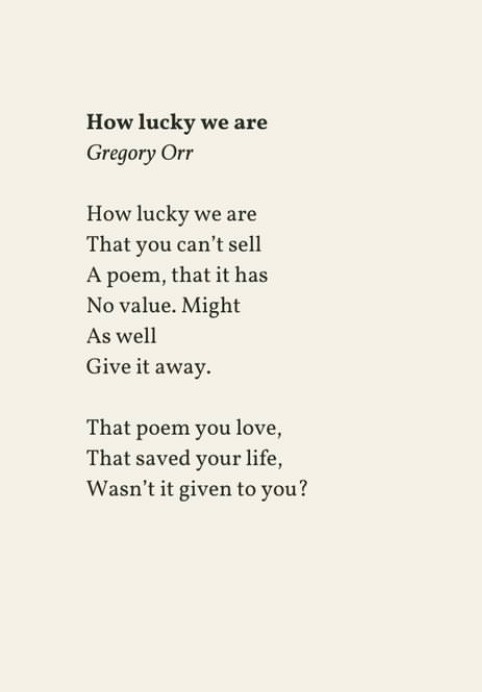 How lucky we are
Gregory Orr
How lucky we are
That you can’t sell
A poem, that it has
No value. Might
As well
Give it away.
That poem you love,
That saved your life,
Wasn’t it given to you?